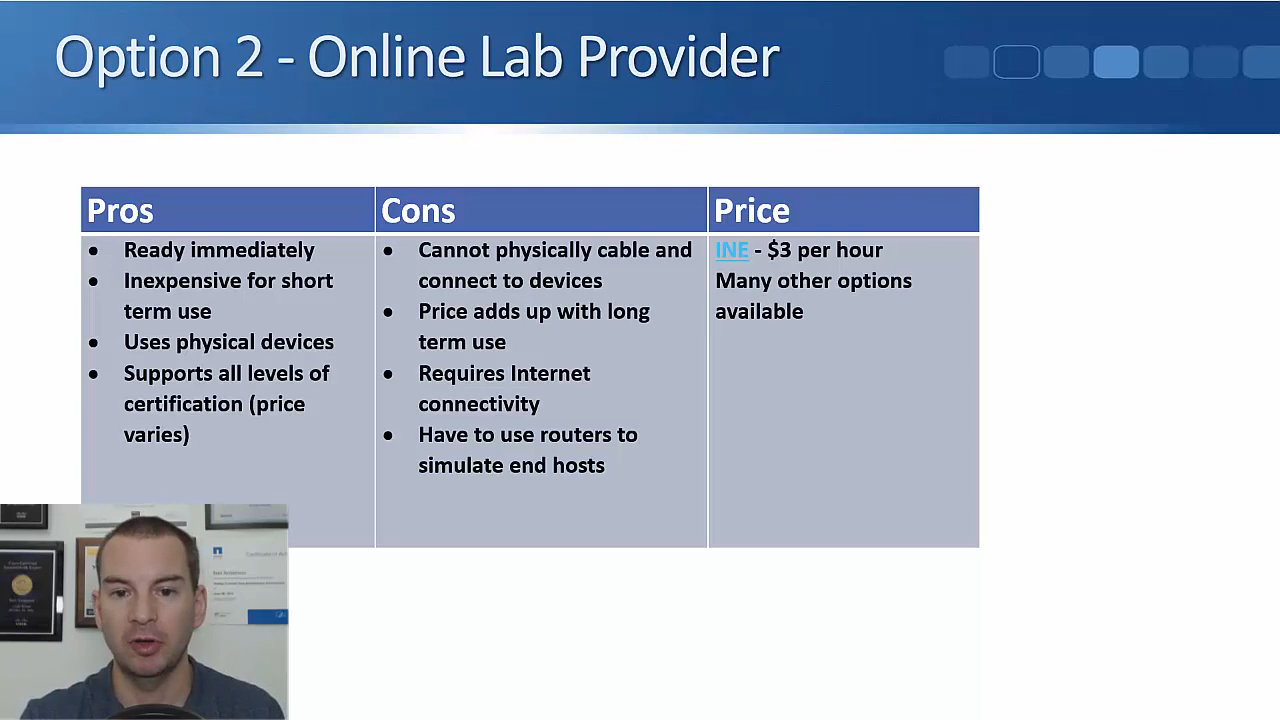 Option 2 - Online Lab Provider
Pros
Cons
Price
• Ready immediately
• Inexpensive for short
term use
• Uses physical devices
• Supports all levels of
certification (price
varies)
• Cannot physically cable and
connect to devices
• Price adds up with long
term use
• Requires Internet
connectivity
• Have to use routers to
simulate end hosts
INE - $3 per hour
Many other options
available